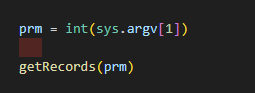 prm = int(sys.argv[1])
getRecords(prm)